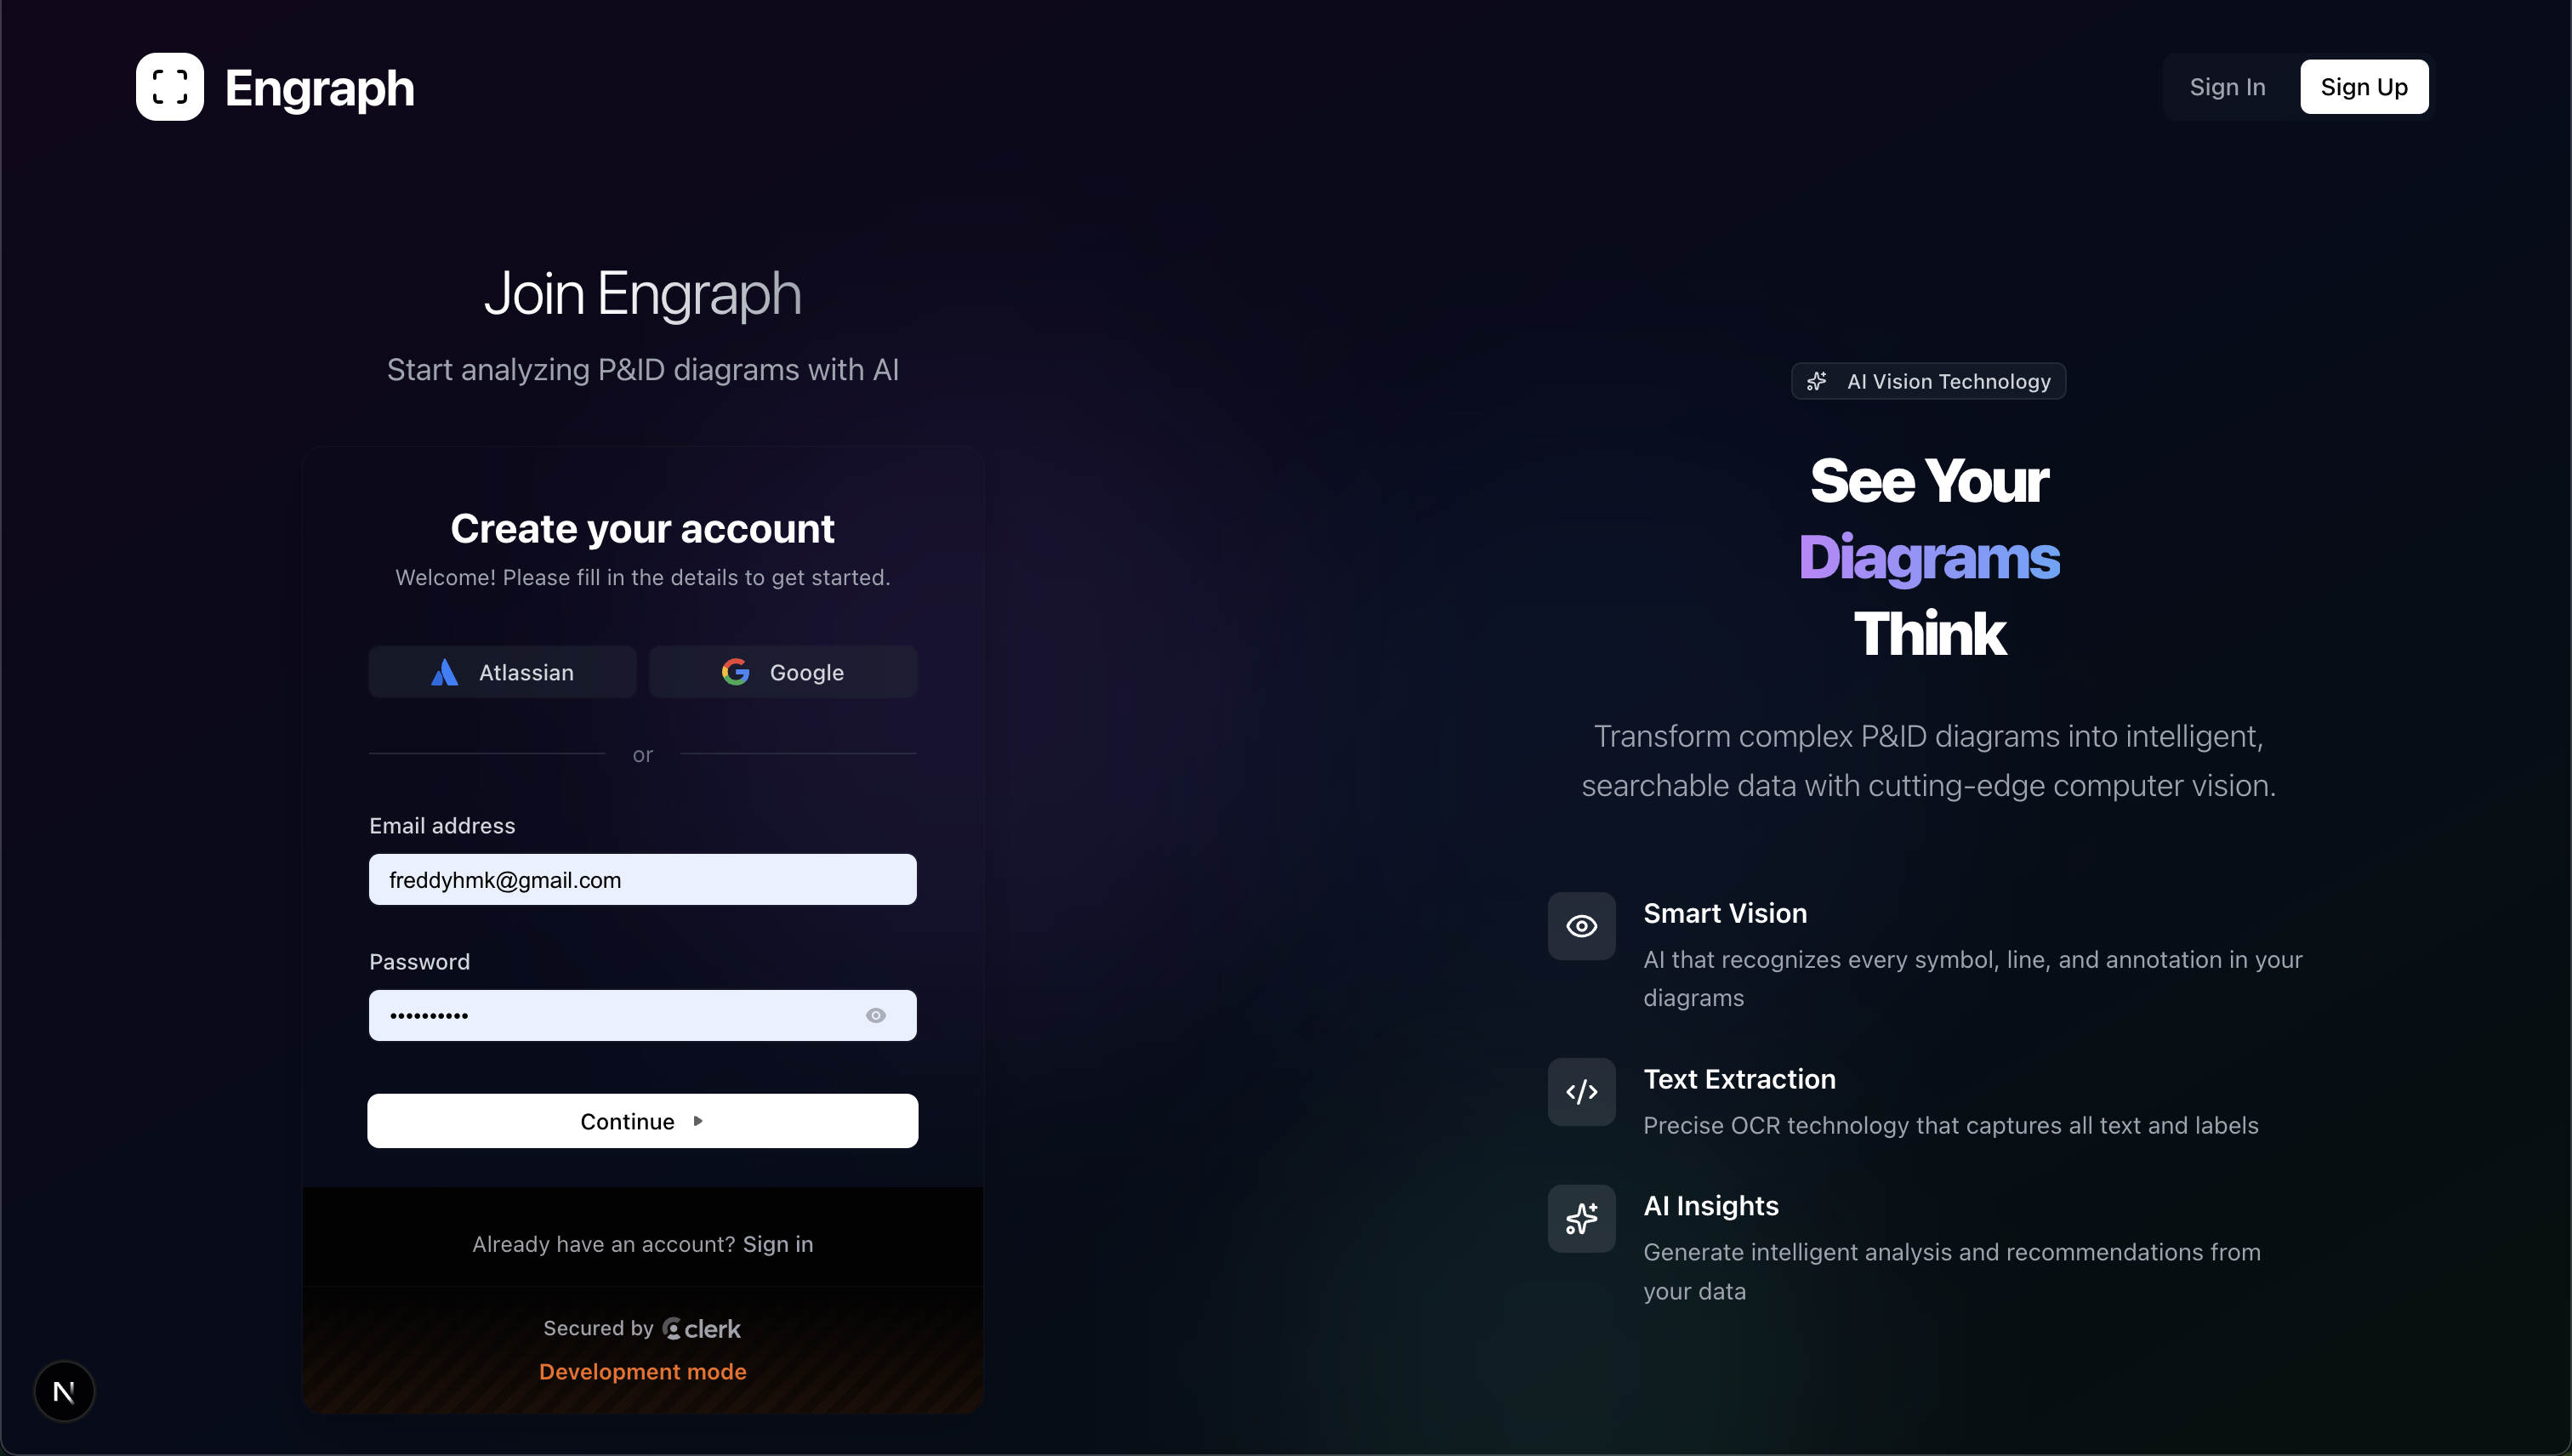 Engraph
Sign In
Sign Up
Join Engraph
Start analyzing P&ID diagrams with AI
Create your account
Welcome! Please fill in the details to get started.
Atlassian
Google
or
Email address
freddyhmk@gmail.com
Password
••••••••••
Continue
Already have an account? Sign in
Secured by clerk
Development mode
N
AI Vision Technology
See Your
Diagrams
Think
Transform complex P&ID diagrams into intelligent,
searchable data with cutting-edge computer vision.
Smart Vision
AI that recognizes every symbol, line, and annotation in your
diagrams
Text Extraction
Precise OCR technology that captures all text and labels
AI Insights
Generate intelligent analysis and recommendations from
your data